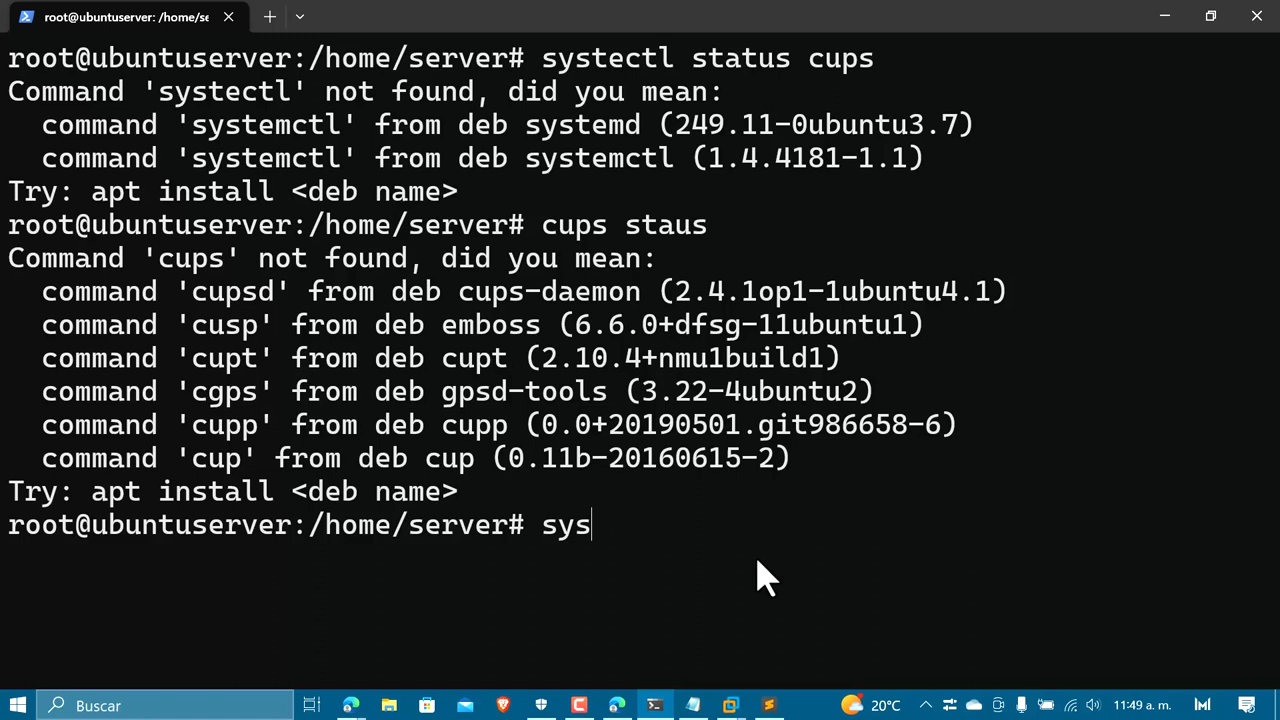 root@ubuntuserver: /home/se
root@ubuntuserver:/home/server# systectl status cups
Command 'systectl' not found, did you mean:
  command 'systemctl' from deb systemd (249.11-0ubuntu3.7)
  command 'systemctl' from deb systemctl (1.4.4181-1.1)
Try: apt install <deb name>
root@ubuntuserver:/home/server# cups staus
Command 'cups' not found, did you mean:
  command 'cupsd' from deb cups-daemon (2.4.1op1-1ubuntu4.1)
  command 'cusp' from deb emboss (6.6.0+dfsg-11ubuntu1)
  command 'cupt' from deb cupt (2.10.4+nmu1build1)
  command 'cgps' from deb gpsd-tools (3.22-4ubuntu2)
  command 'cupp' from deb cupp (0.0+20190501.git986658-6)
  command 'cup' from deb cup (0.11b-20160615-2)
Try: apt install <deb name>
root@ubuntuserver:/home/server# sys
Buscar
20°C
11:49 a. m.